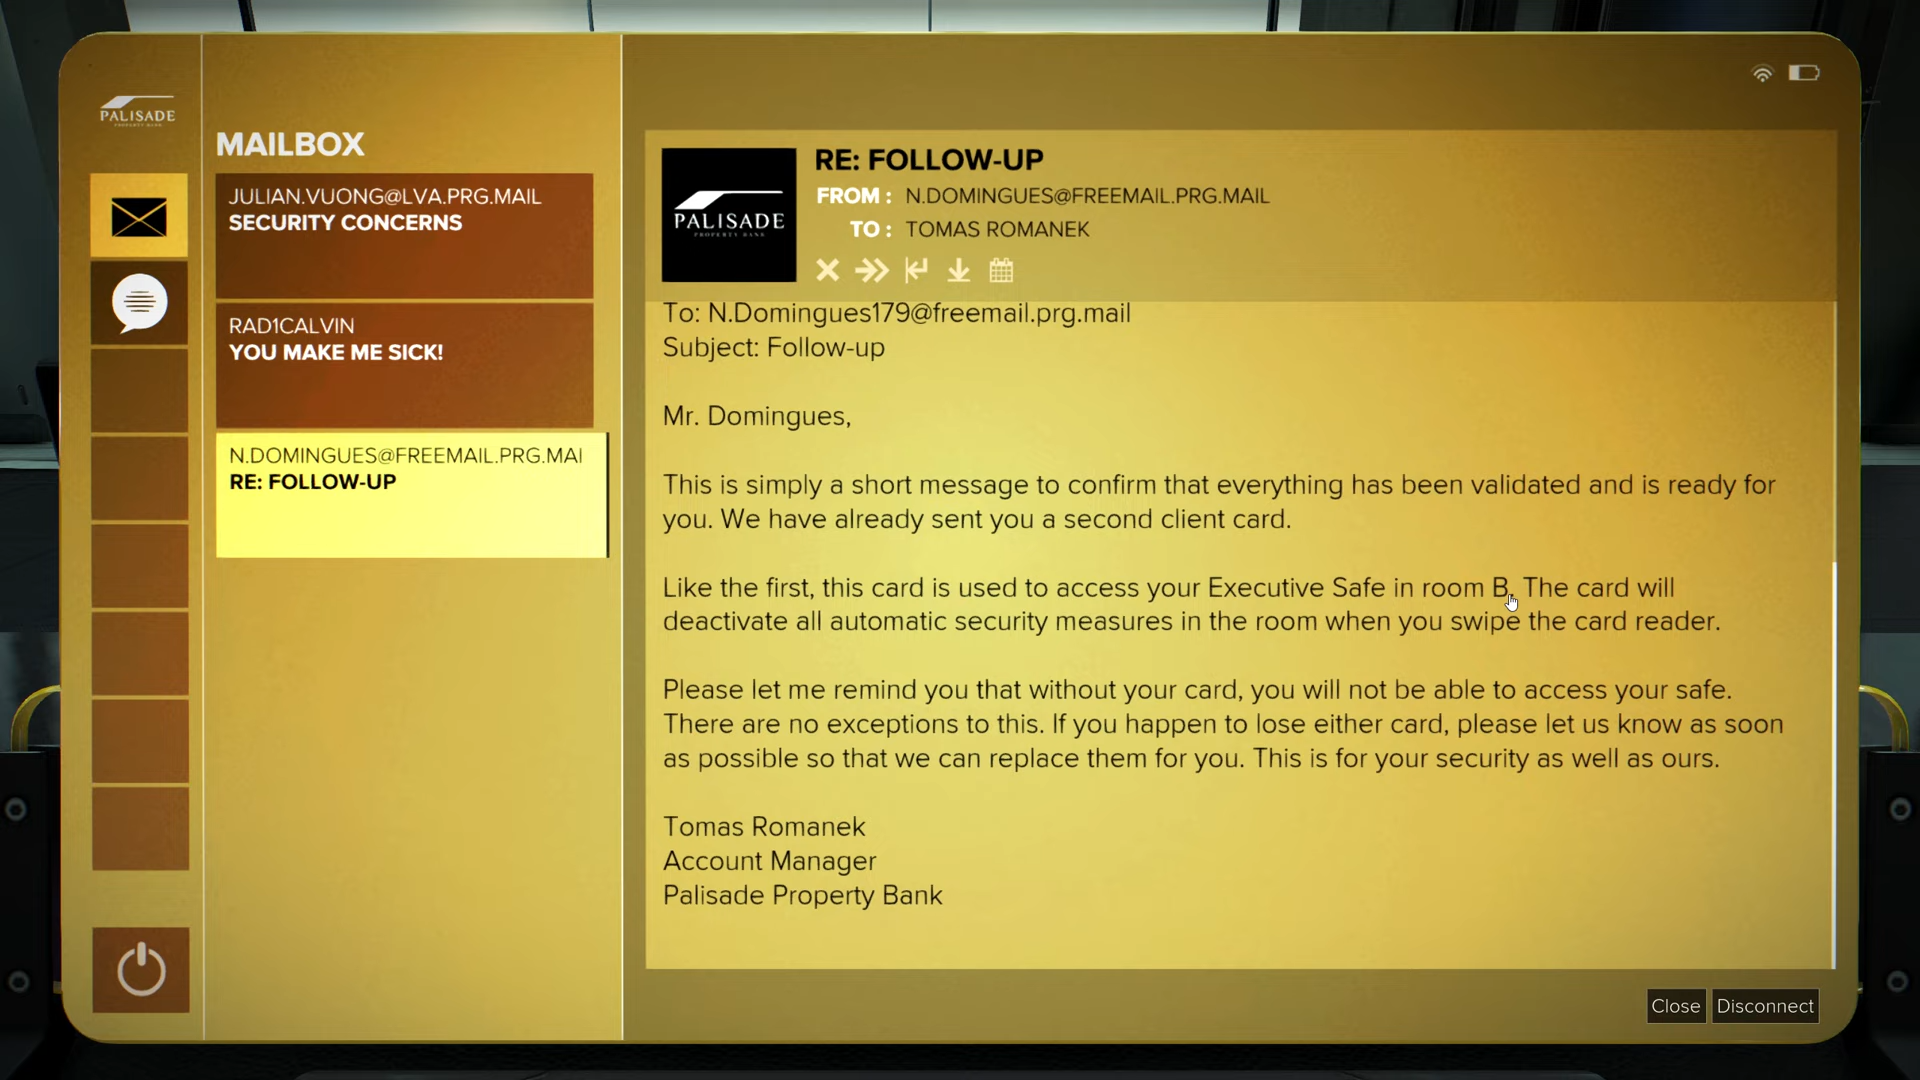 PALISADE
PROPERTY BANK
MAILBOX
JULIAN.VUONG@LVA.PRG.MAIL
SECURITY CONCERNS
RAD1CALVIN
YOU MAKE ME SICK!
N.DOMINGUES@FREEMAIL.PRG.MAI
RE: FOLLOW-UP
PALISADE
PROPERTY BANK
RE: FOLLOW-UP
FROM : N.DOMINGUES@FREEMAIL.PRG.MAIL
TO : TOMAS ROMANEK
To: N.Domingues179@freemail.prg.mail
Subject: Follow-up
Mr. Domingues,
This is simply a short message to confirm that everything has been validated and is ready for
you. We have already sent you a second client card.
Like the first, this card is used to access your Executive Safe in room B. The card will
deactivate all automatic security measures in the room when you swipe the card reader.
Please let me remind you that without your card, you will not be able to access your safe.
There are no exceptions to this. If you happen to lose either card, please let us know as soon
as possible so that we can replace them for you. This is for your security as well as ours.
Tomas Romanek
Account Manager
Palisade Property Bank
Close Disconnect